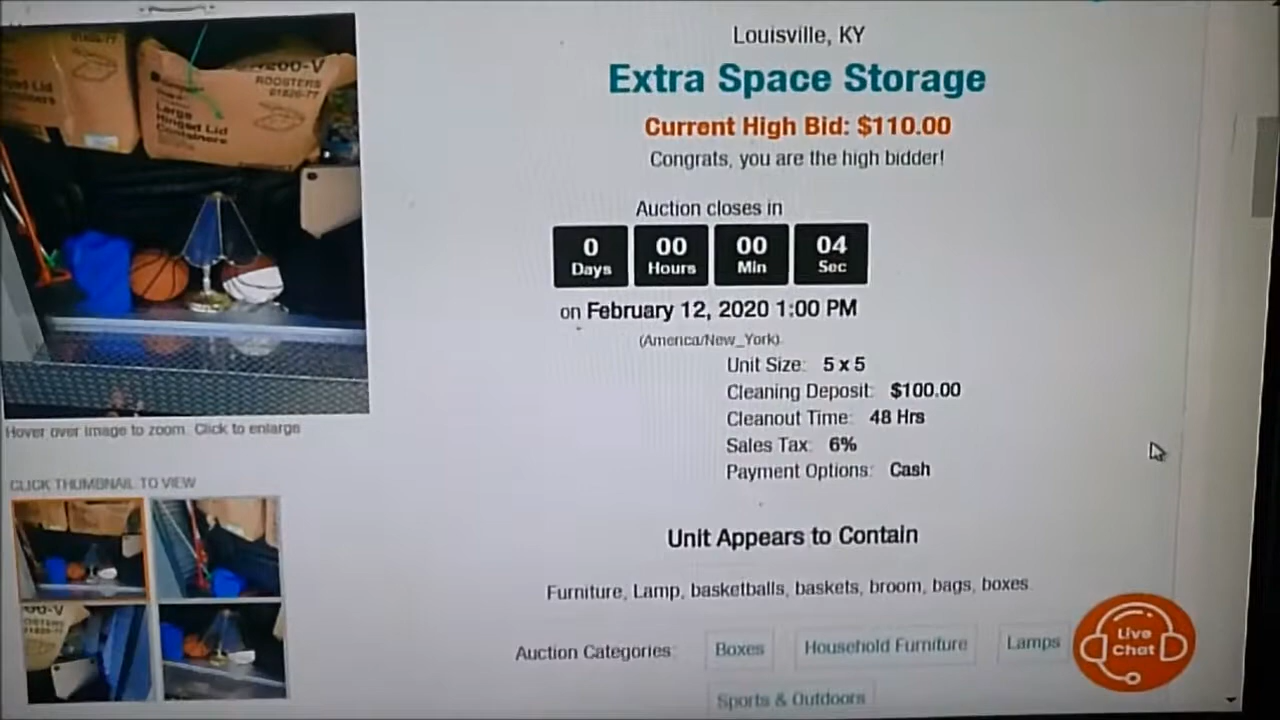 200-V
ROOSTERS
01826-77
Large
Hinged Lid
Containers
Louisville, KY
Extra Space Storage
Current High Bid: $110.00
Congrats, you are the high bidder!
Auction closes in
0 00 00 04
Days Hours Min Sec
on February 12, 2020 1:00 PM
(America/New_York)
Unit Size: 5 x 5
Cleaning Deposit: $100.00
Cleanout Time: 48 Hrs
Sales Tax: 6%
Payment Options: Cash
Hover over image to zoom. Click to enlarge
CLICK THUMBNAIL TO VIEW
Unit Appears to Contain
Furniture, Lamp, basketballs, baskets, broom, bags, boxes
Auction Categories: Boxes Household Furniture Lamps
Sports & Outdoors
Live
Chat